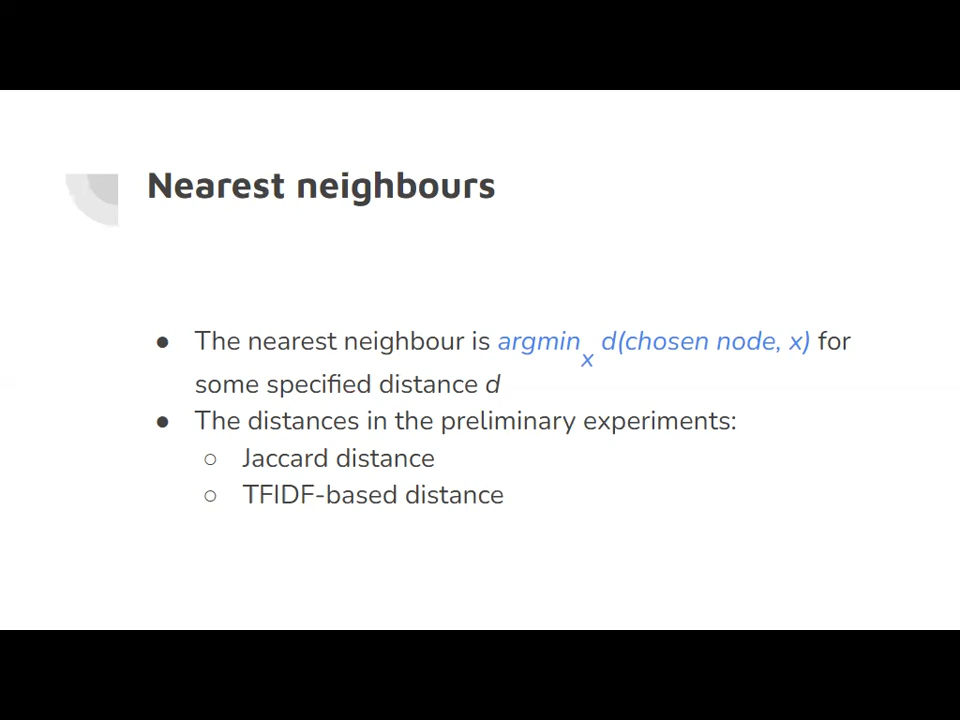 Nearest neighbours
● The nearest neighbour is argminₓ d(chosen node, x) for
some specified distance d
● The distances in the preliminary experiments:
○ Jaccard distance
○ TFIDF-based distance